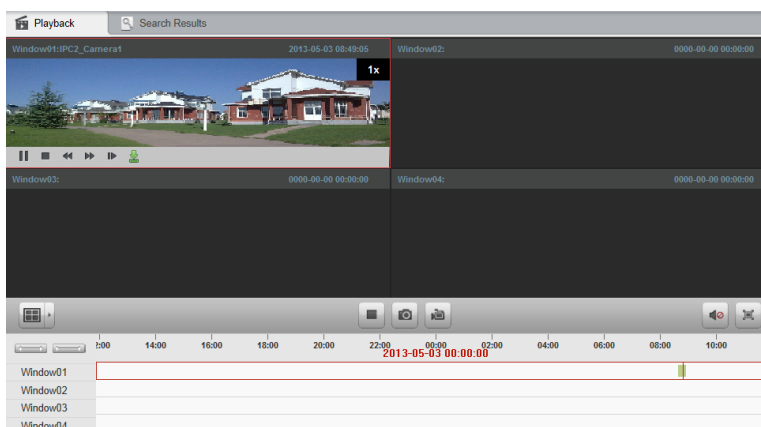 Playback Search Results
Window01:IPC2_Camera1 2013-05-03 08:49:05 Window02: 0000-00-00 00:00:00
1x
Window03: 0000-00-00 00:00:00 Window04: 0000-00-00 00:00:00
2:00 14:00 16:00 18:00 20:00 22:00 00:00 02:00 04:00 06:00 08:00 10:00
2013-05-03 00:00:00
Window01
Window02
Window03
Window04